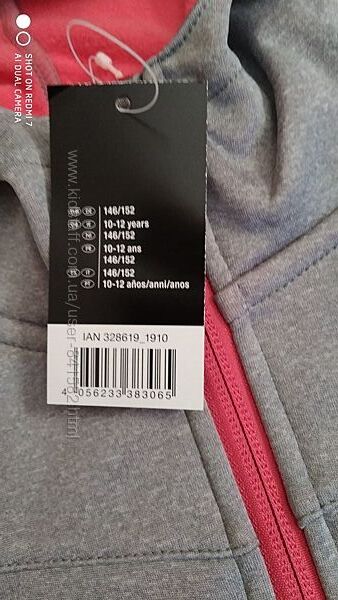 SHOT ON REDMI 7
AI DUAL CAMERA
146/152
10-12 years
146/152
10-12 ans
146/152
146/152
10-12 años/anni/anos
IAN 328619_1910
4 056233 383065